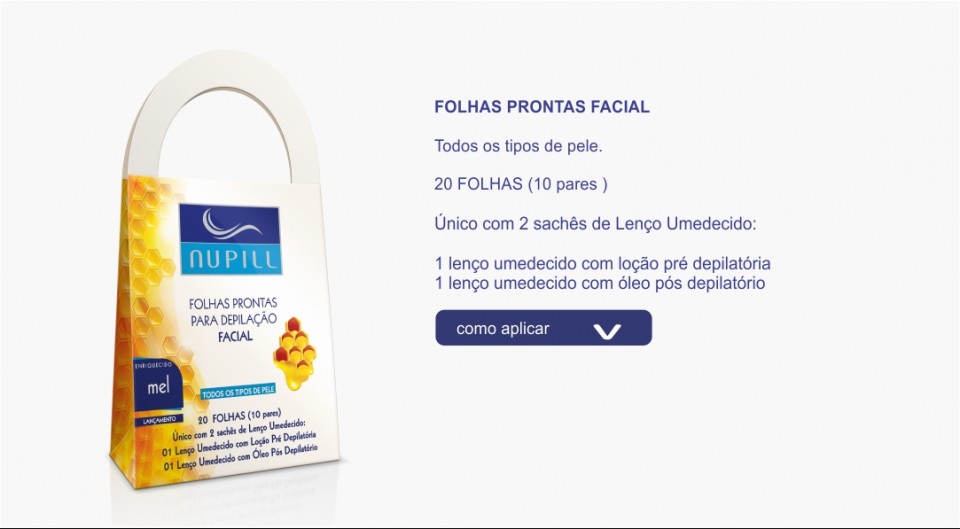 NUPILL
FOLHAS PRONTAS
PARA DEPILAÇÃO
FACIAL
ENRIQUECIDO
mel
LANÇAMENTO
TODOS OS TIPOS DE PELE
20 FOLHAS (10 pares)
Único com 2 sachês de Lenço Umedecido:
01 Lenço Umedecido com Loção Pré Depilatória
01 Lenço Umedecido com Óleo Pós Depilatório
FOLHAS PRONTAS FACIAL
Todos os tipos de pele.
20 FOLHAS (10 pares )
Único com 2 sachês de Lenço Umedecido:
1 lenço umedecido com loção pré depilatória
1 lenço umedecido com óleo pós depilatório
como aplicar